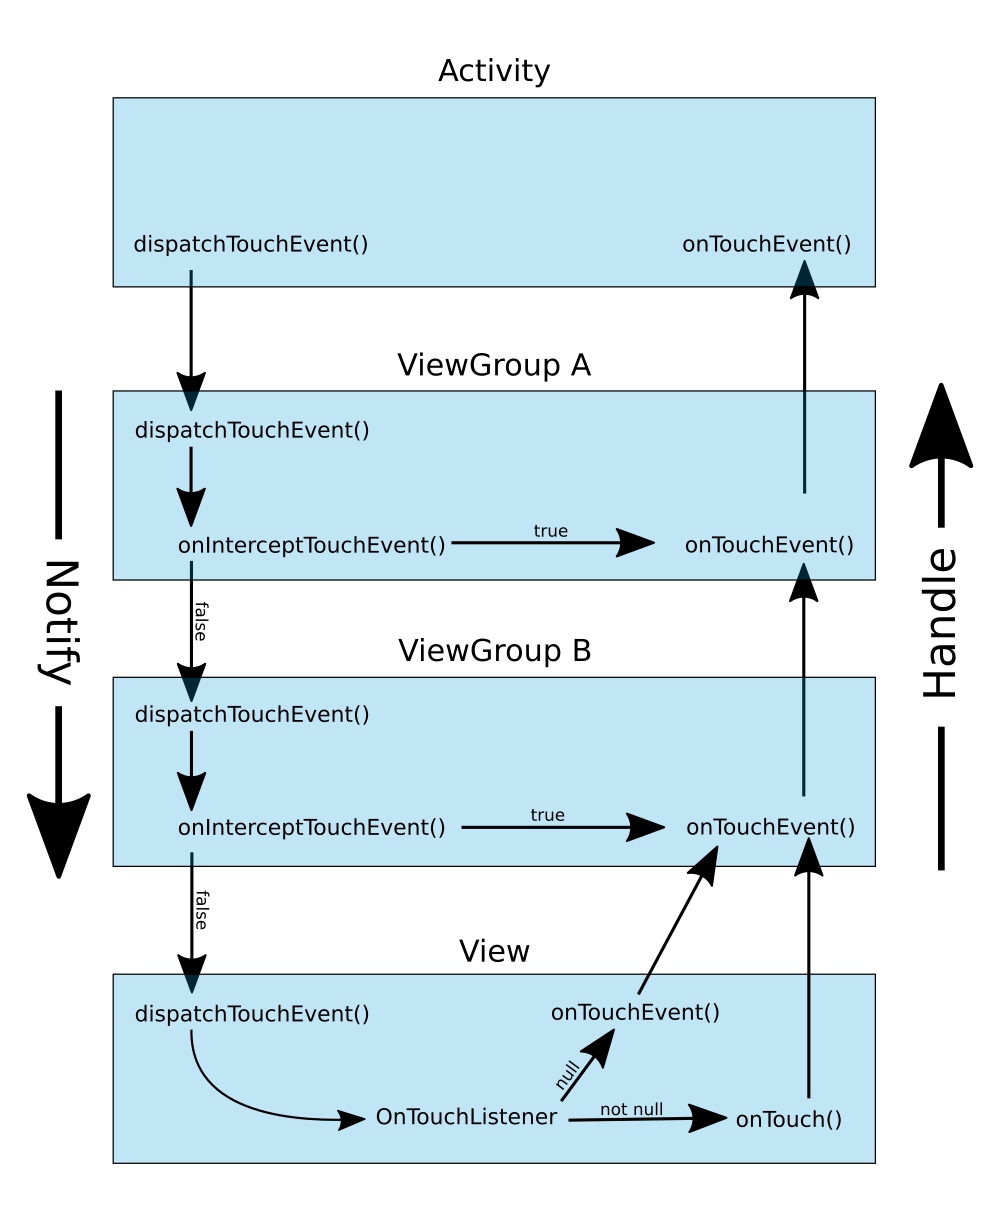 Activity
dispatchTouchEvent()
onTouchEvent()
ViewGroup A
dispatchTouchEvent()
onInterceptTouchEvent()
true
onTouchEvent()
false
Notify
Handle
ViewGroup B
dispatchTouchEvent()
onInterceptTouchEvent()
true
onTouchEvent()
false
View
dispatchTouchEvent()
onTouchEvent()
null
OnTouchListener
not null
onTouch()